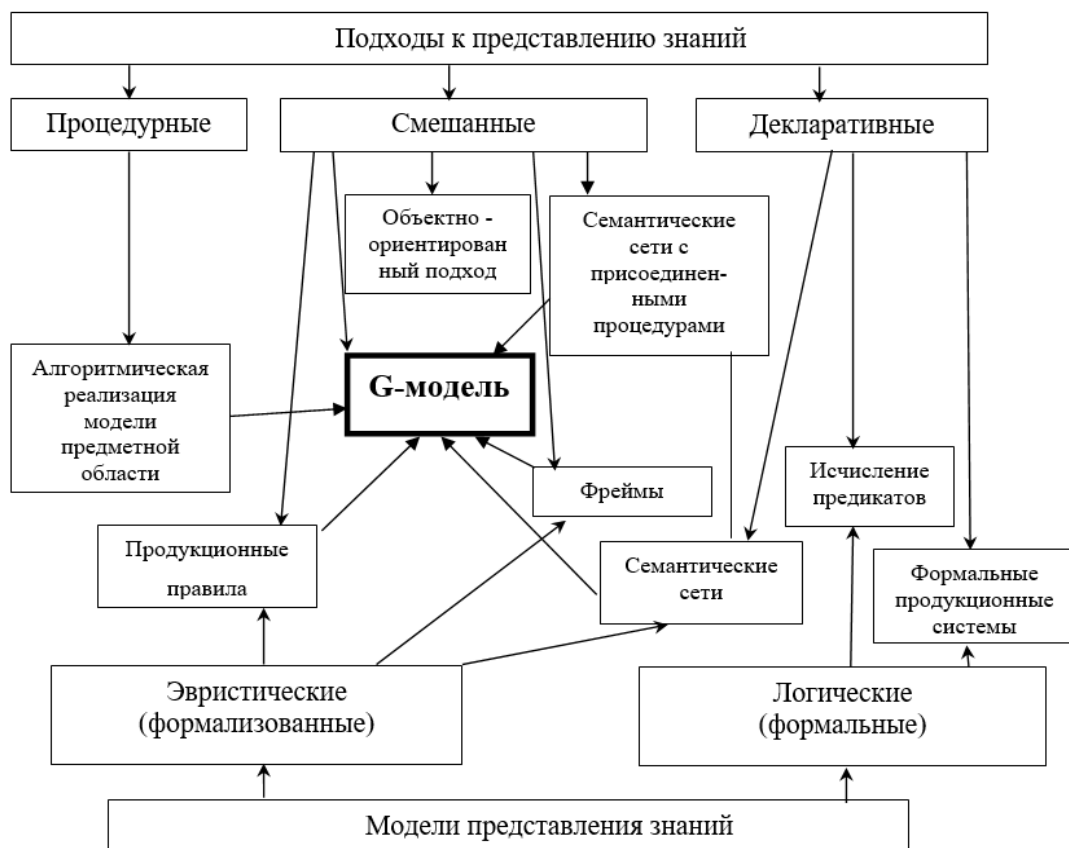 Подходы к представлению знаний
Процедурные
Смешанные
Декларативные
Объектно -
ориентирован
ный подход
Семантические
сети с
присоединен-
ными
процедурами
Алгоритмическая
реализация
модели
предметной
области
G-модель
Фреймы
Исчисление
предикатов
Продукционные
правила
Семантические
сети
Формальные
продукционные
системы
Эвристические
(формализованные)
Логические
(формальные)
Модели представления знаний